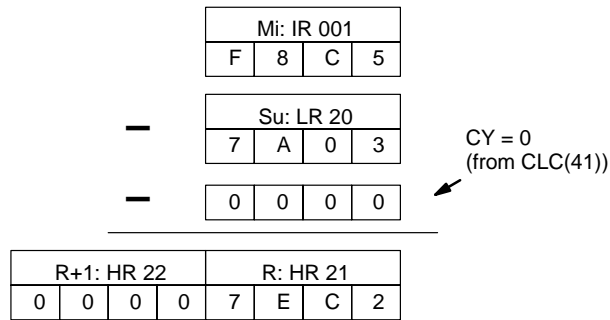 Mi: IR 001
F 8 C 5
– Su: LR 20
7 A 0 3
CY = 0
(from CLC(41))
– 0 0 0 0
R+1: HR 22 R: HR 21
0 0 0 0 7 E C 2